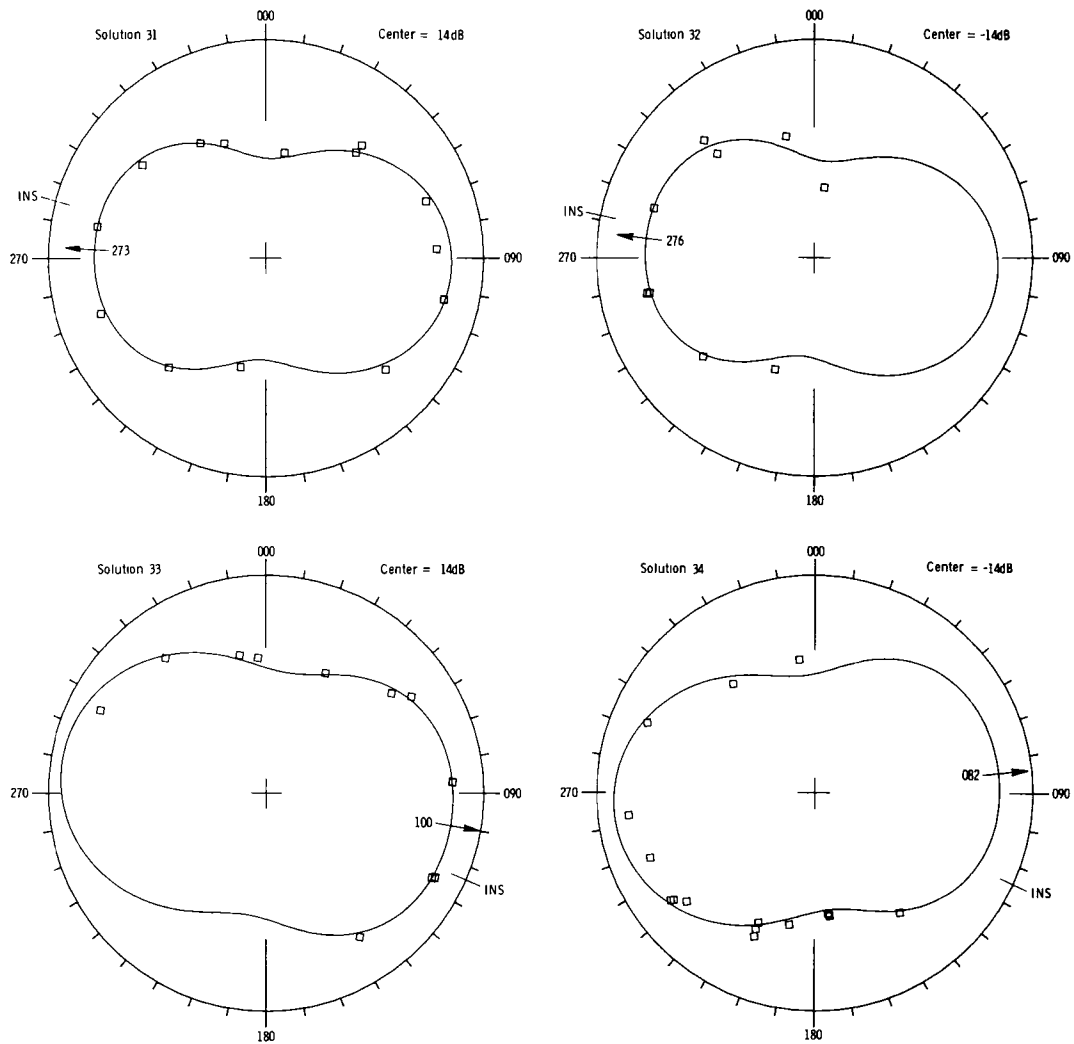 000 000
Solution 31 Center = 14dB Solution 32 Center = -14dB
INS INS
273 276
270 090 270 090
180 180
000 000
Solution 33 Center = 14dB Solution 34 Center = -14dB
082
270 090 270 090
100
INS INS
180 180